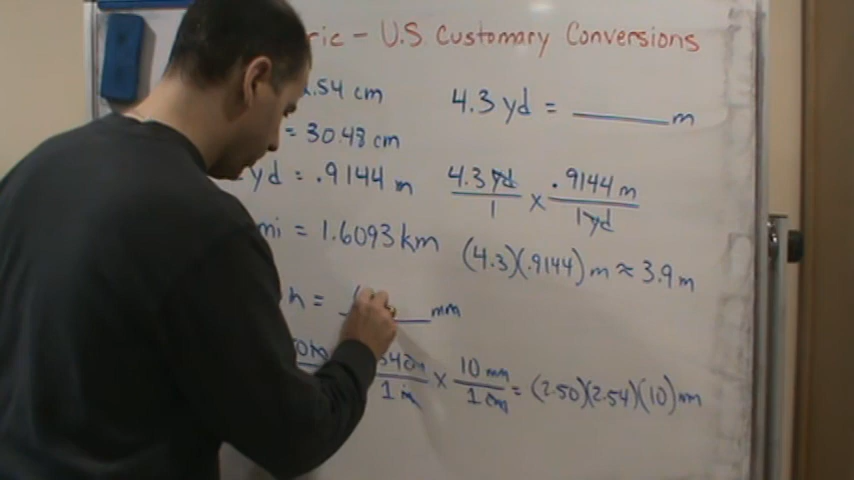 ric - U.S Customary Conversions
.54 cm
= 30.48 cm
yd = .9144 m
mi = 1.6093 km
h = ____ mm
1 in
× 10 mm / 1 cm = (2.50)(2.54)(10) mm
4.3 yd = ____ m
4.3 yd / 1 × .9144 m / 1 yd
(4.3)(.9144) m ≈ 3.9 m